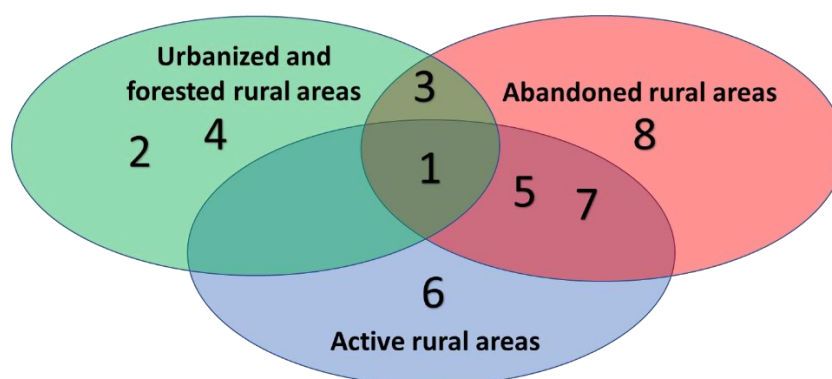 Urbanized and
forested rural areas
3
Abandoned rural areas
2
4
8
1
5
7
6
Active rural areas